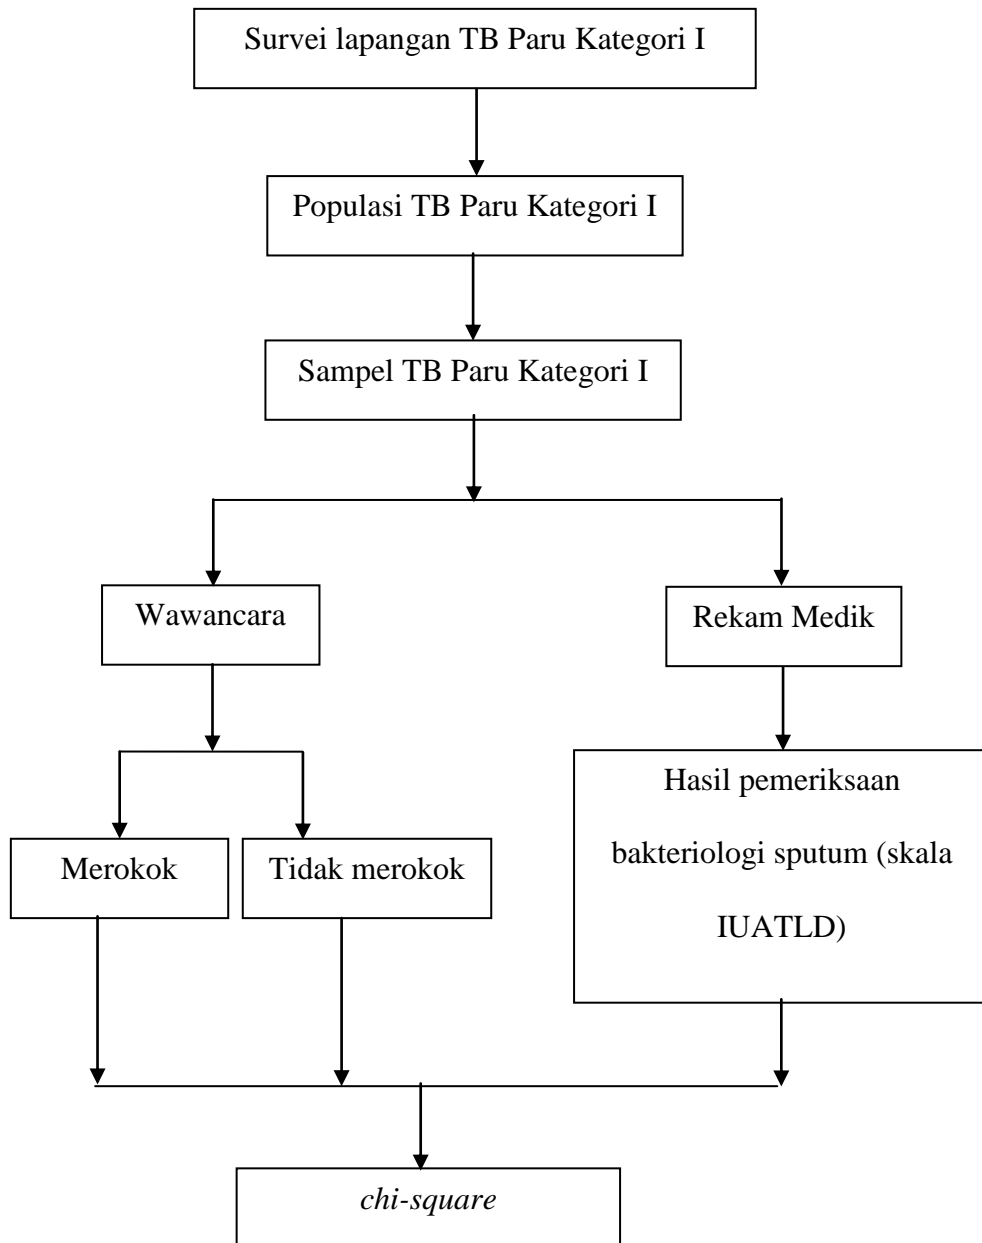 Survei lapangan TB Paru Kategori I
Populasi TB Paru Kategori I
Sampel TB Paru Kategori I
Wawancara
Rekam Medik
Merokok
Tidak merokok
Hasil pemeriksaan
bakteriologi sputum (skala
IUATLD)
chi-square